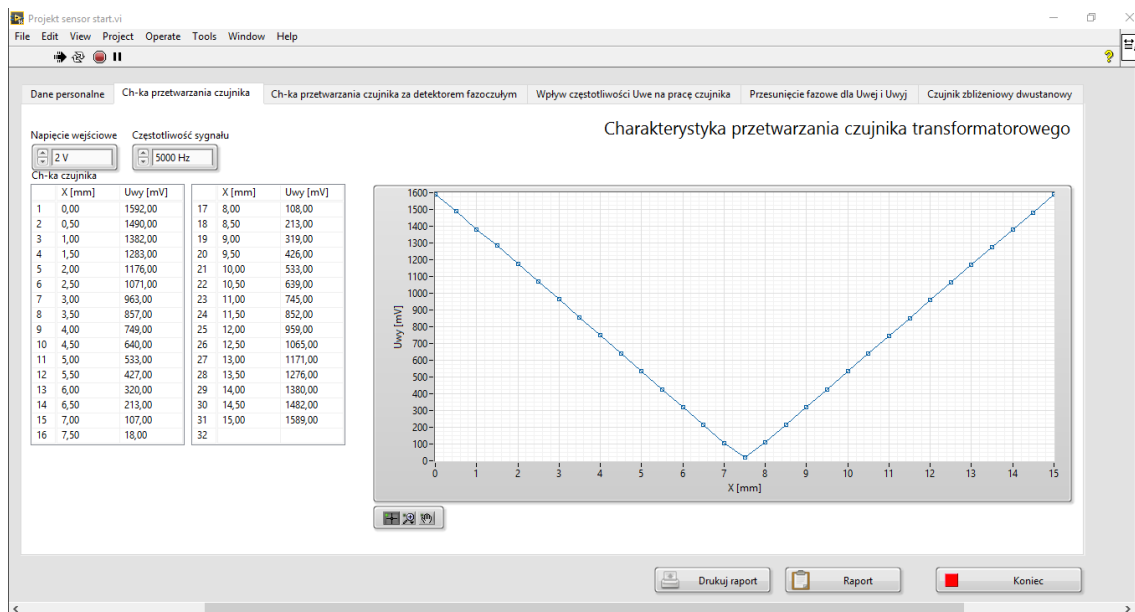 Projekt sensor start.vi
File Edit View Project Operate Tools Window Help
Dane personalne Ch-ka przetwarzania czujnika Ch-ka przetwarzania czujnika za detektorem fazoczułym Wpływ częstotliwości Uwe na pracę czujnika Przesunięcie fazowe dla Uwej i Uwyj Czujnik zbliżeniowy dwustanowy
Charakterystyka przetwarzania czujnika transformatorowego
Napięcie wejściowe Częstotliwość sygnału
2 V 5000 Hz
Ch-ka czujnika
X [mm] Uwy [mV] X [mm] Uwy [mV]
1 0,00 1592,00 17 8,00 108,00
2 0,50 1490,00 18 8,50 213,00
3 1,00 1382,00 19 9,00 319,00
4 1,50 1283,00 20 9,50 426,00
5 2,00 1176,00 21 10,00 533,00
6 2,50 1071,00 22 10,50 639,00
7 3,00 963,00 23 11,00 745,00
8 3,50 857,00 24 11,50 852,00
9 4,00 749,00 25 12,00 959,00
10 4,50 640,00 26 12,50 1065,00
11 5,00 533,00 27 13,00 1171,00
12 5,50 427,00 28 13,50 1276,00
13 6,00 320,00 29 14,00 1380,00
14 6,50 213,00 30 14,50 1482,00
15 7,00 107,00 31 15,00 1589,00
16 7,50 18,00 32
1600
1500
1400
1300
1200
1100
1000
900
800
700
600
500
400
300
200
100
0
Uwy [mV]
0 1 2 3 4 5 6 7 8 9 10 11 12 13 14 15
X [mm]
Drukuj raport Raport Koniec